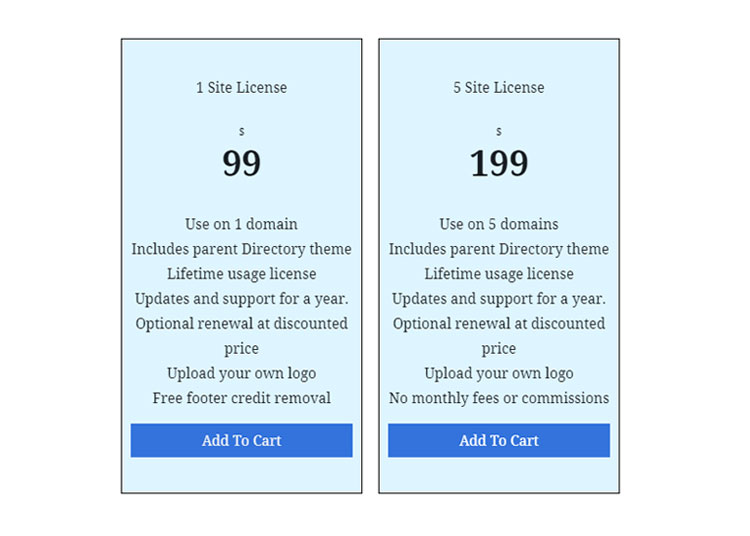 1 Site License
$
99
Use on 1 domain
Includes parent Directory theme
Lifetime usage license
Updates and support for a year.
Optional renewal at discounted
price
Upload your own logo
Free footer credit removal
Add To Cart
5 Site License
$
199
Use on 5 domains
Includes parent Directory theme
Lifetime usage license
Updates and support for a year.
Optional renewal at discounted
price
Upload your own logo
No monthly fees or commissions
Add To Cart